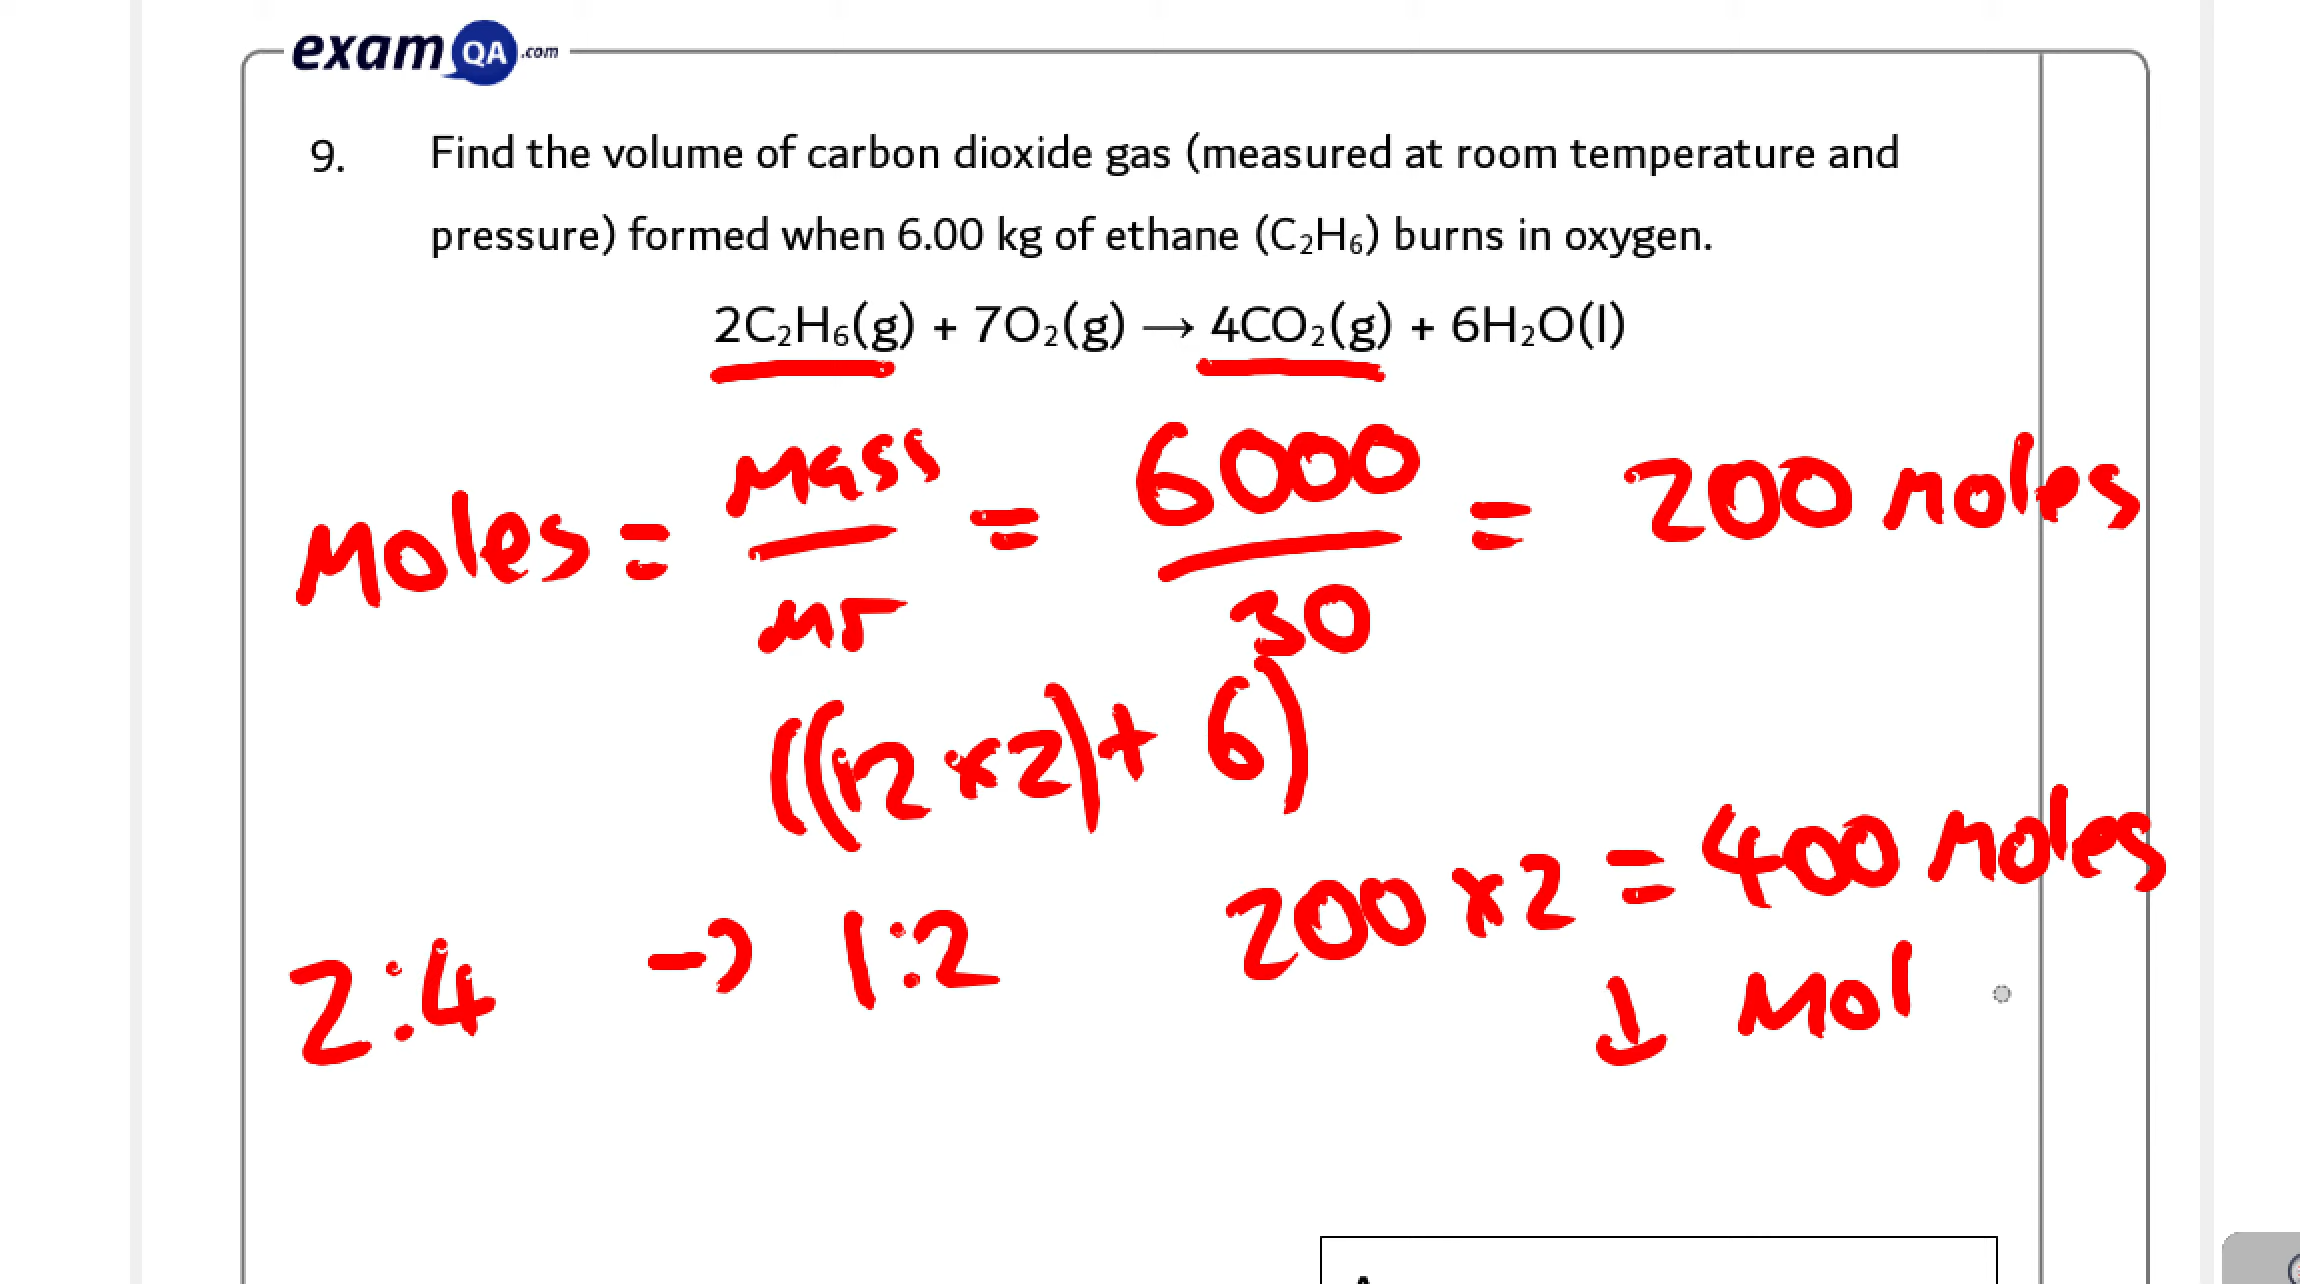 examQA.com
9. Find the volume of carbon dioxide gas (measured at room temperature and
pressure) formed when 6.00 kg of ethane (C₂H₆) burns in oxygen.
2C₂H₆(g) + 7O₂(g) → 4CO₂(g) + 6H₂O(l)
Moles = Mass / Mr = 6000 / 30 = 200 moles
((12 × 2) + 6)
200 × 2 = 400 moles
2:4 → 1:2
↓ Mol